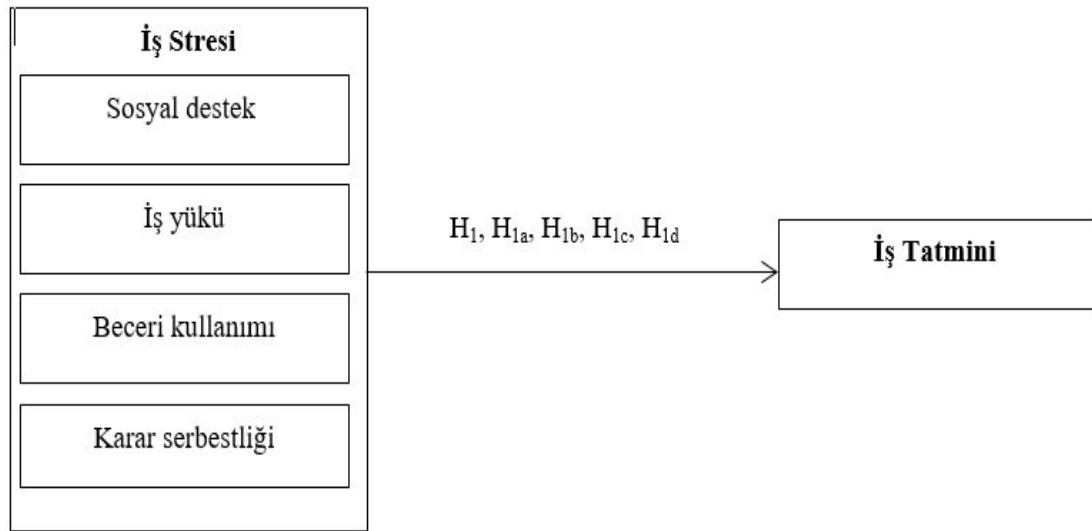 İş Stresi
Sosyal destek
İş yükü
Beceri kullanımı
Karar serbestliği
H1, H1a, H1b, H1c, H1d
İş Tatmini